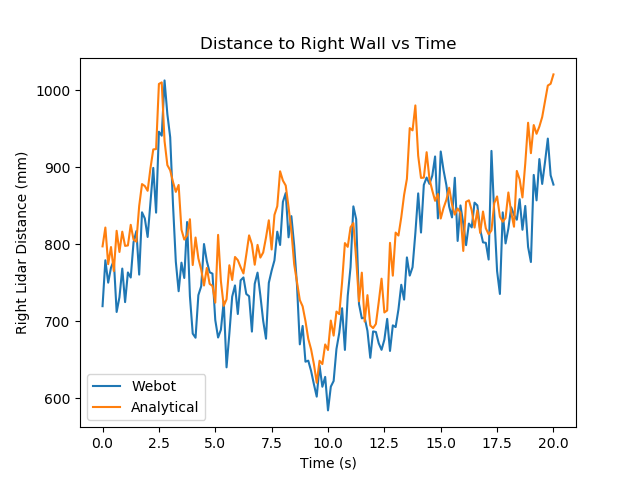 Distance to Right Wall vs Time
1000
900
800
700
600
Right Lidar Distance (mm)
Webot
Analytical
0.0 2.5 5.0 7.5 10.0 12.5 15.0 17.5 20.0
Time (s)